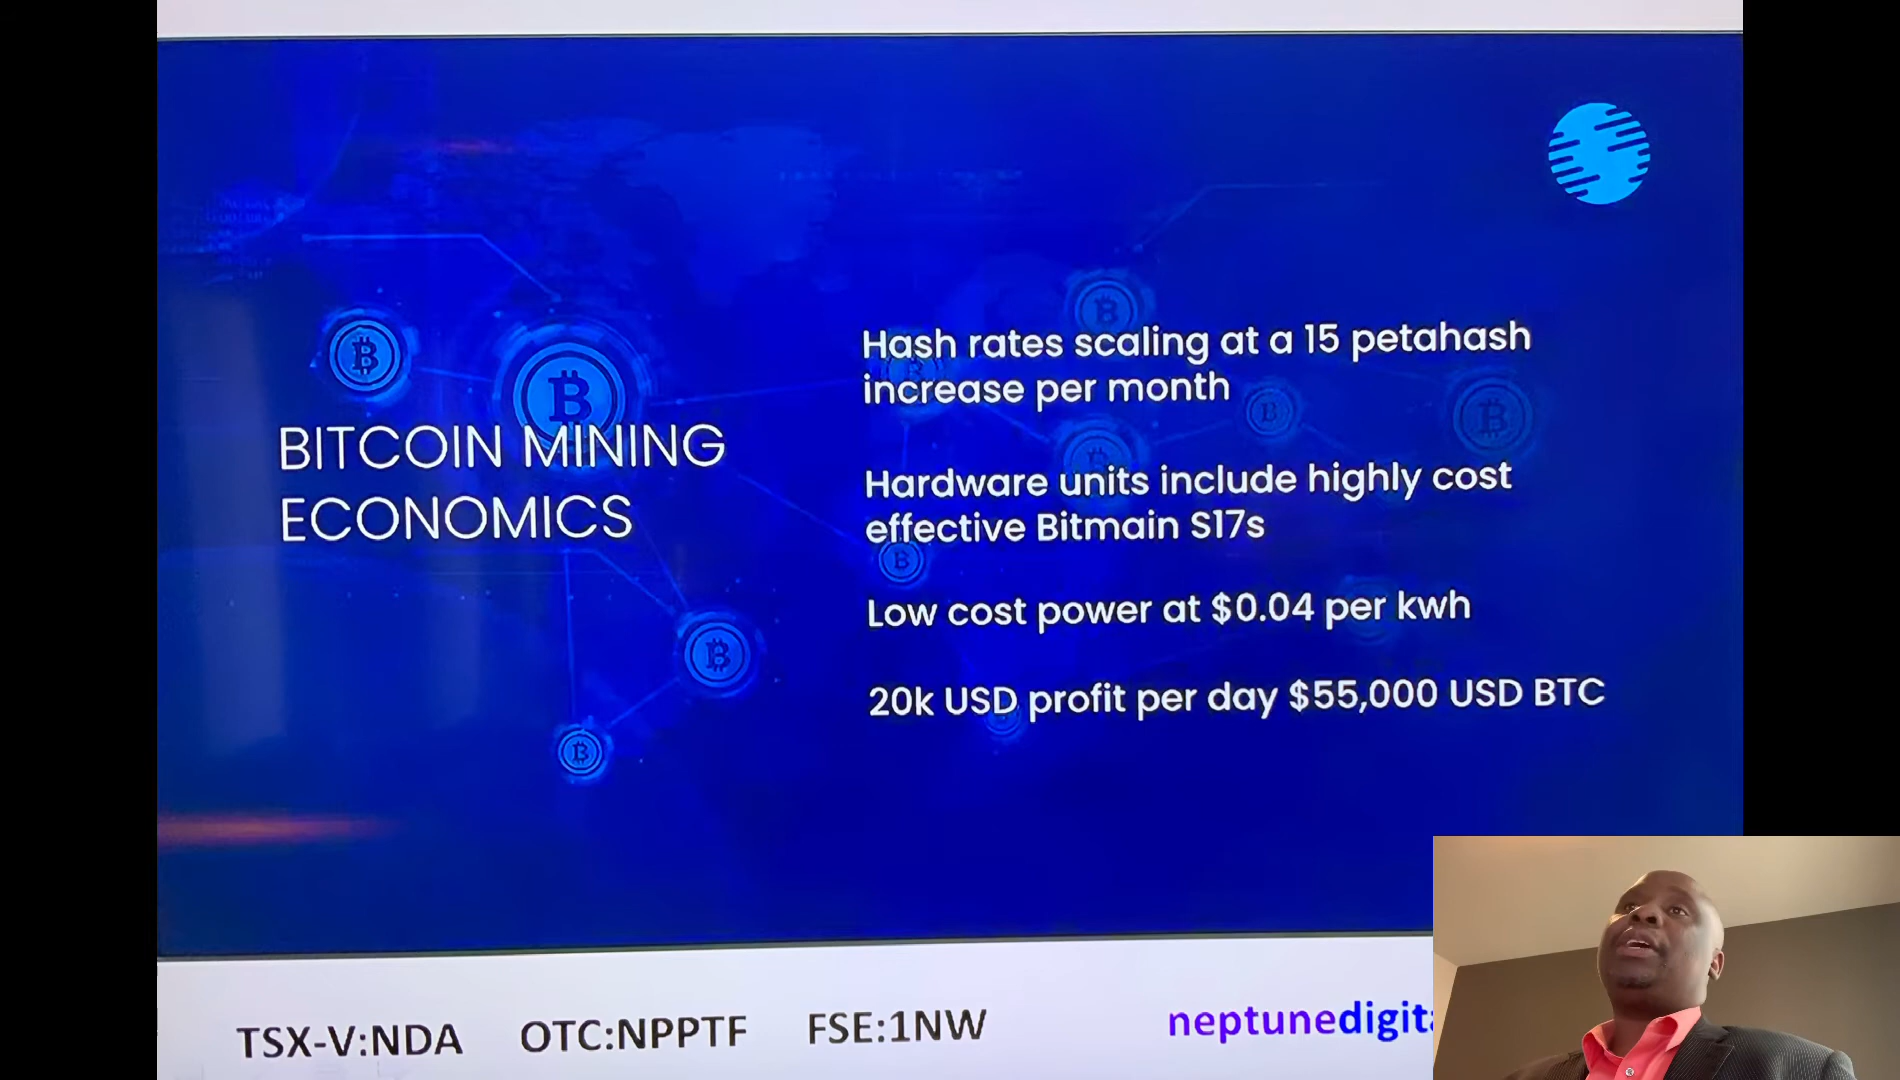 BITCOIN MINING
ECONOMICS
Hash rates scaling at a 15 petahash
increase per month
Hardware units include highly cost
effective Bitmain S17s
Low cost power at $0.04 per kwh
20k USD profit per day $55,000 USD BTC
TSX-V:NDA OTC:NPPTF FSE:1NW
neptunedigit